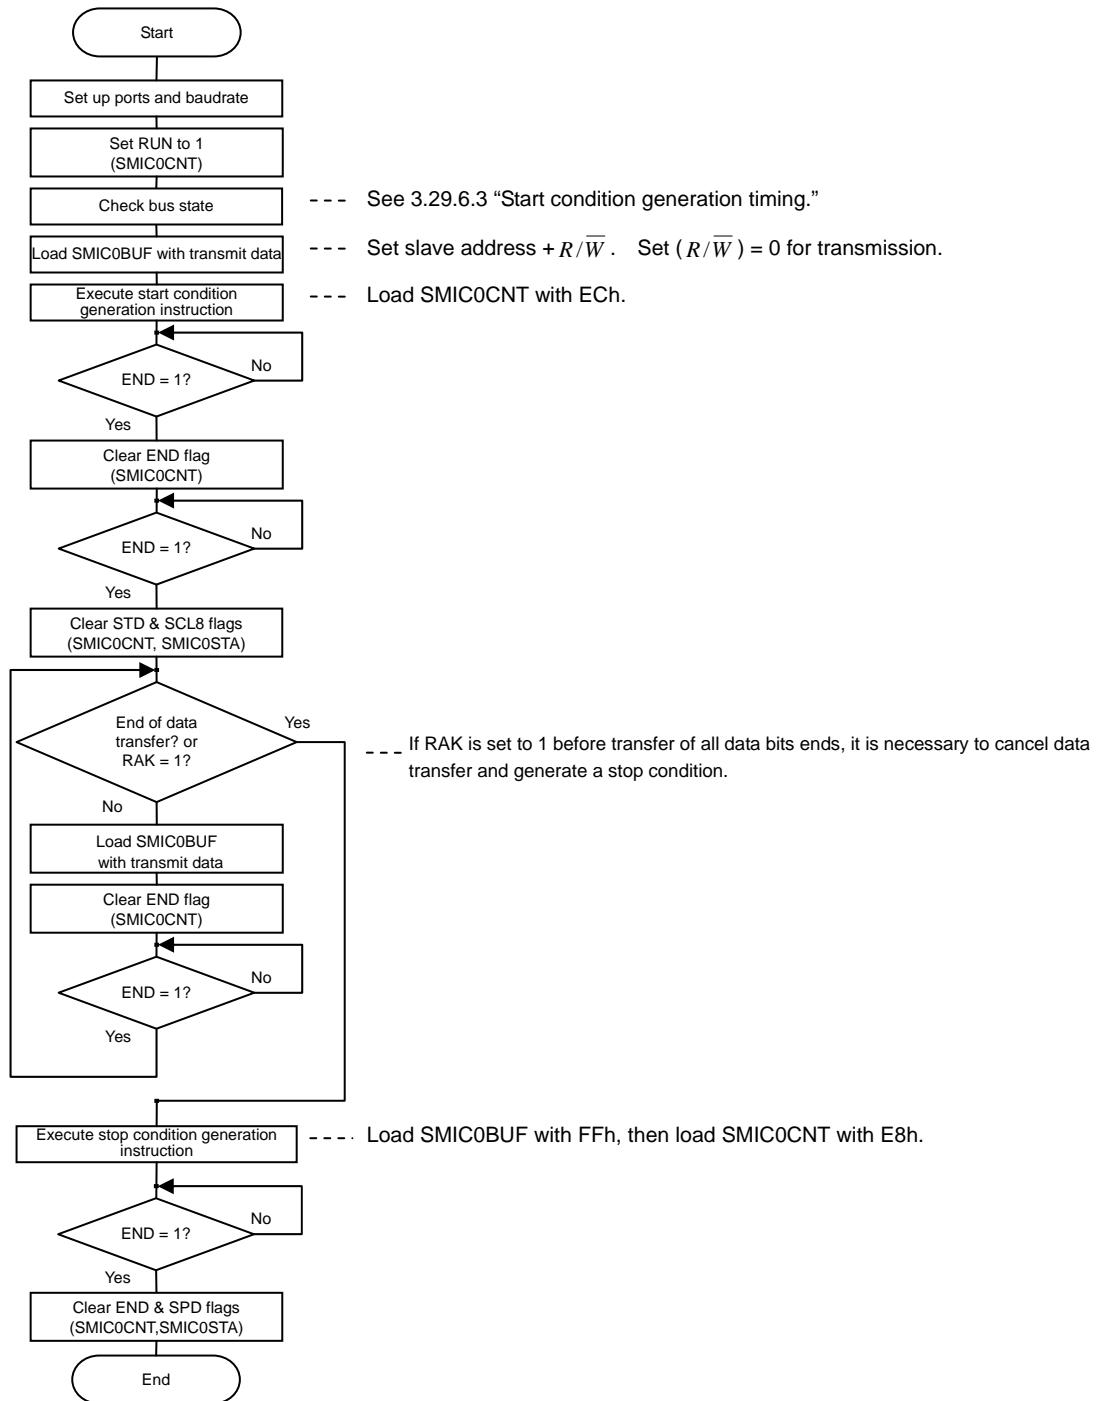 Start
Set up ports and baudrate
Set RUN to 1
(SMIC0CNT)
Check bus state
--- See 3.29.6.3 “Start condition generation timing.”
Load SMIC0BUF with transmit data
--- Set slave address + R/W̅. Set (R/W̅) = 0 for transmission.
Execute start condition
generation instruction
--- Load SMIC0CNT with ECh.
END = 1?
No
Yes
Clear END flag
(SMIC0CNT)
END = 1?
No
Yes
Clear STD & SCL8 flags
(SMIC0CNT, SMIC0STA)
End of data
transfer? or
RAK = 1?
Yes
--- If RAK is set to 1 before transfer of all data bits ends, it is necessary to cancel data
transfer and generate a stop condition.
No
Load SMIC0BUF
with transmit data
Clear END flag
(SMIC0CNT)
END = 1?
No
Yes
Execute stop condition generation
instruction
---- Load SMIC0BUF with FFh, then load SMIC0CNT with E8h.
END = 1?
No
Yes
Clear END & SPD flags
(SMIC0CNT,SMIC0STA)
End